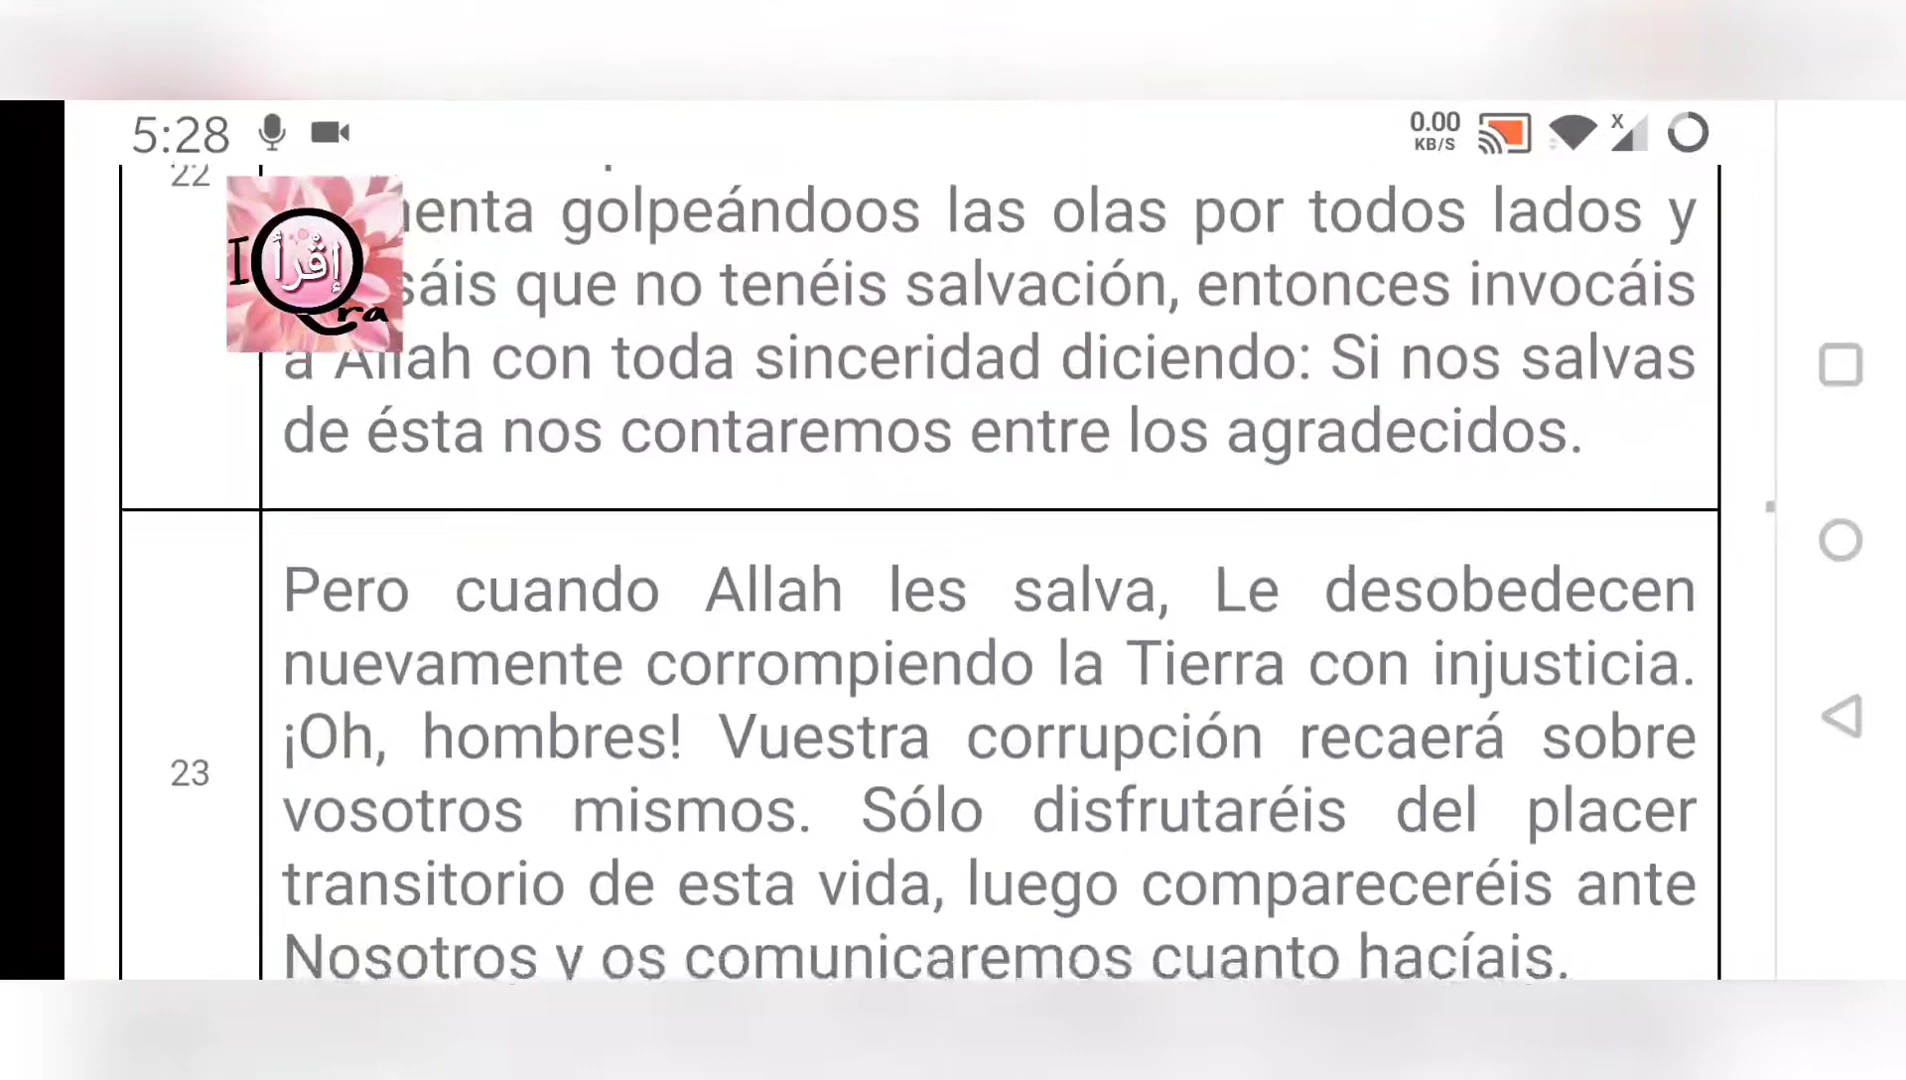 5:28
0.00
KB/S
X
22
golpeándoos las olas por todos lados y
que no tenéis salvación, entonces invocáis
a Allah con toda sinceridad diciendo: Si nos salvas
de ésta nos contaremos entre los agradecidos.
I إقرأ
Qra
23
Pero cuando Allah les salva, Le desobedecen
nuevamente corrompiendo la Tierra con injusticia.
¡Oh, hombres! Vuestra corrupción recaerá sobre
vosotros mismos. Sólo disfrutaréis del placer
transitorio de esta vida, luego compareceréis ante
Nosotros y os comunicaremos cuanto hacíais.